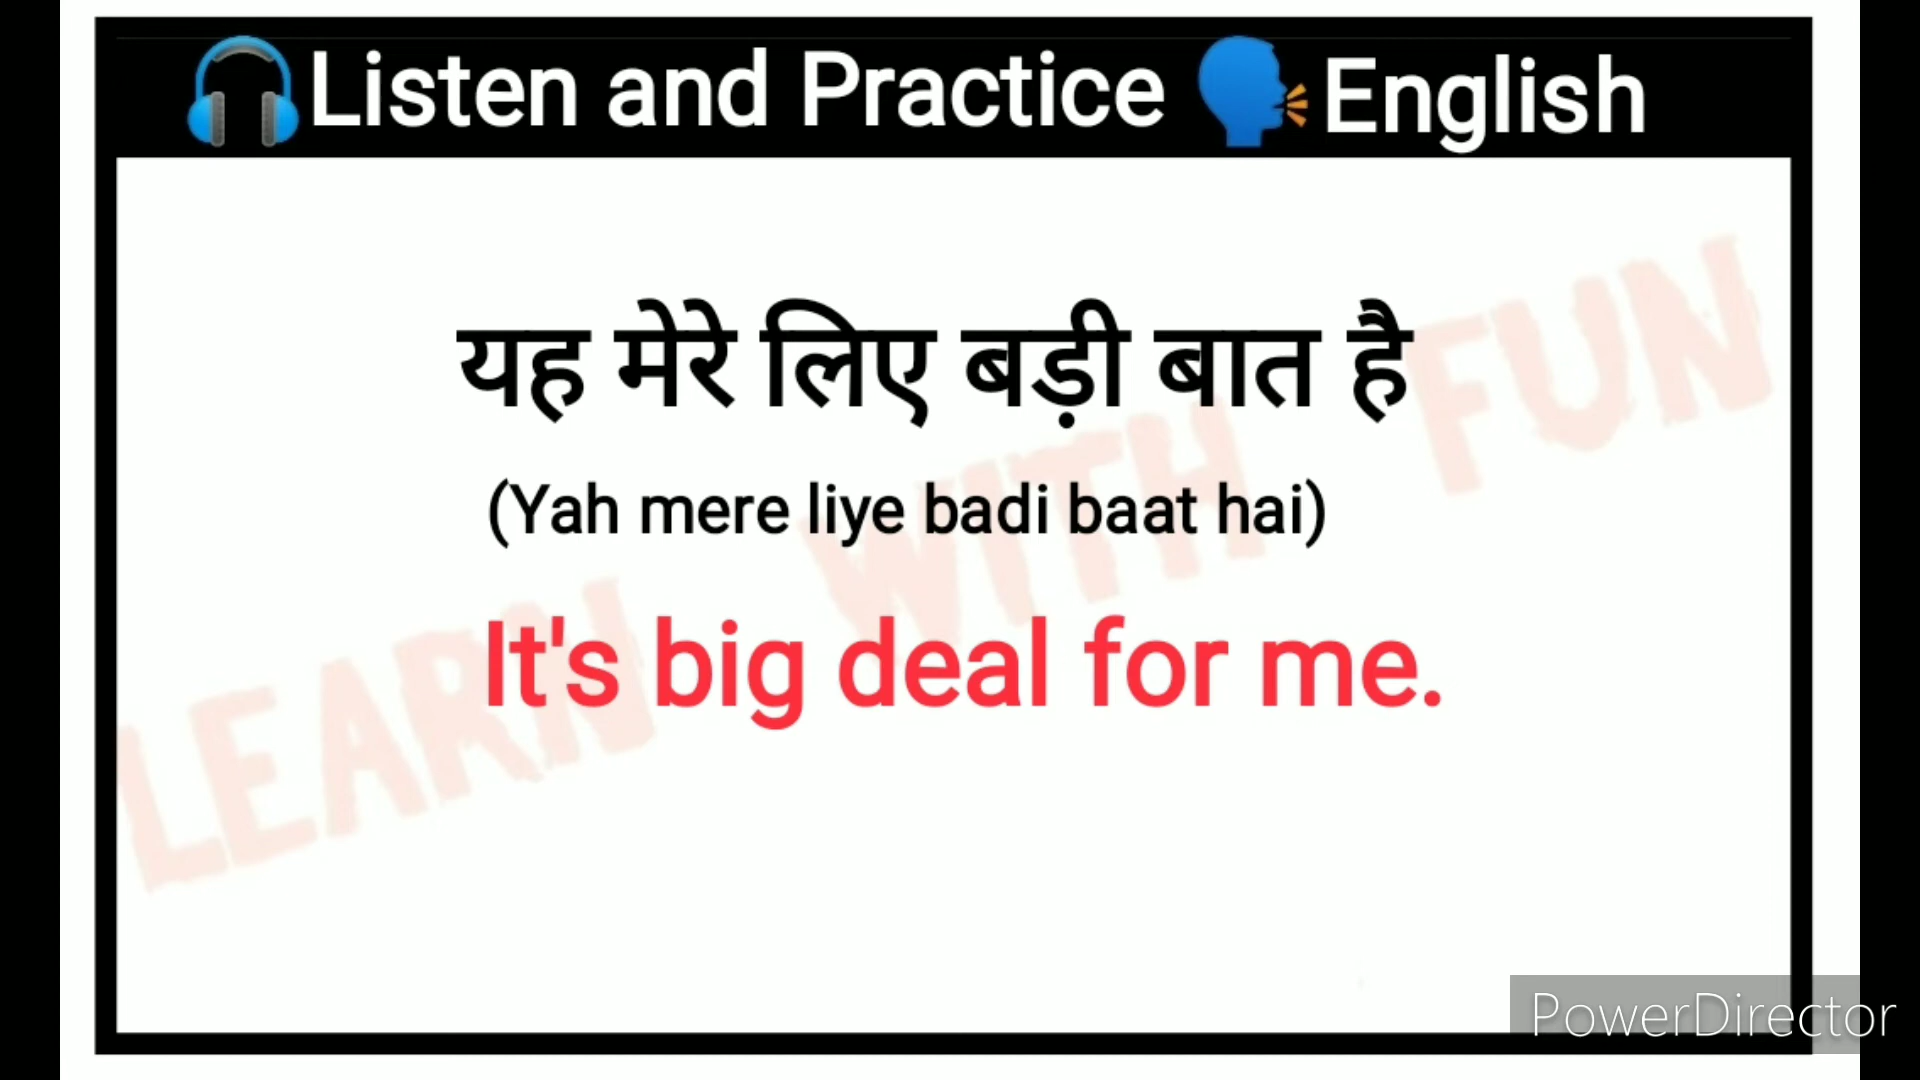 Listen and Practice English
यह मेरे लिए बड़ी बात है
(Yah mere liye badi baat hai)
It's big deal for me.
LEARN WITH FUN
PowerDirector